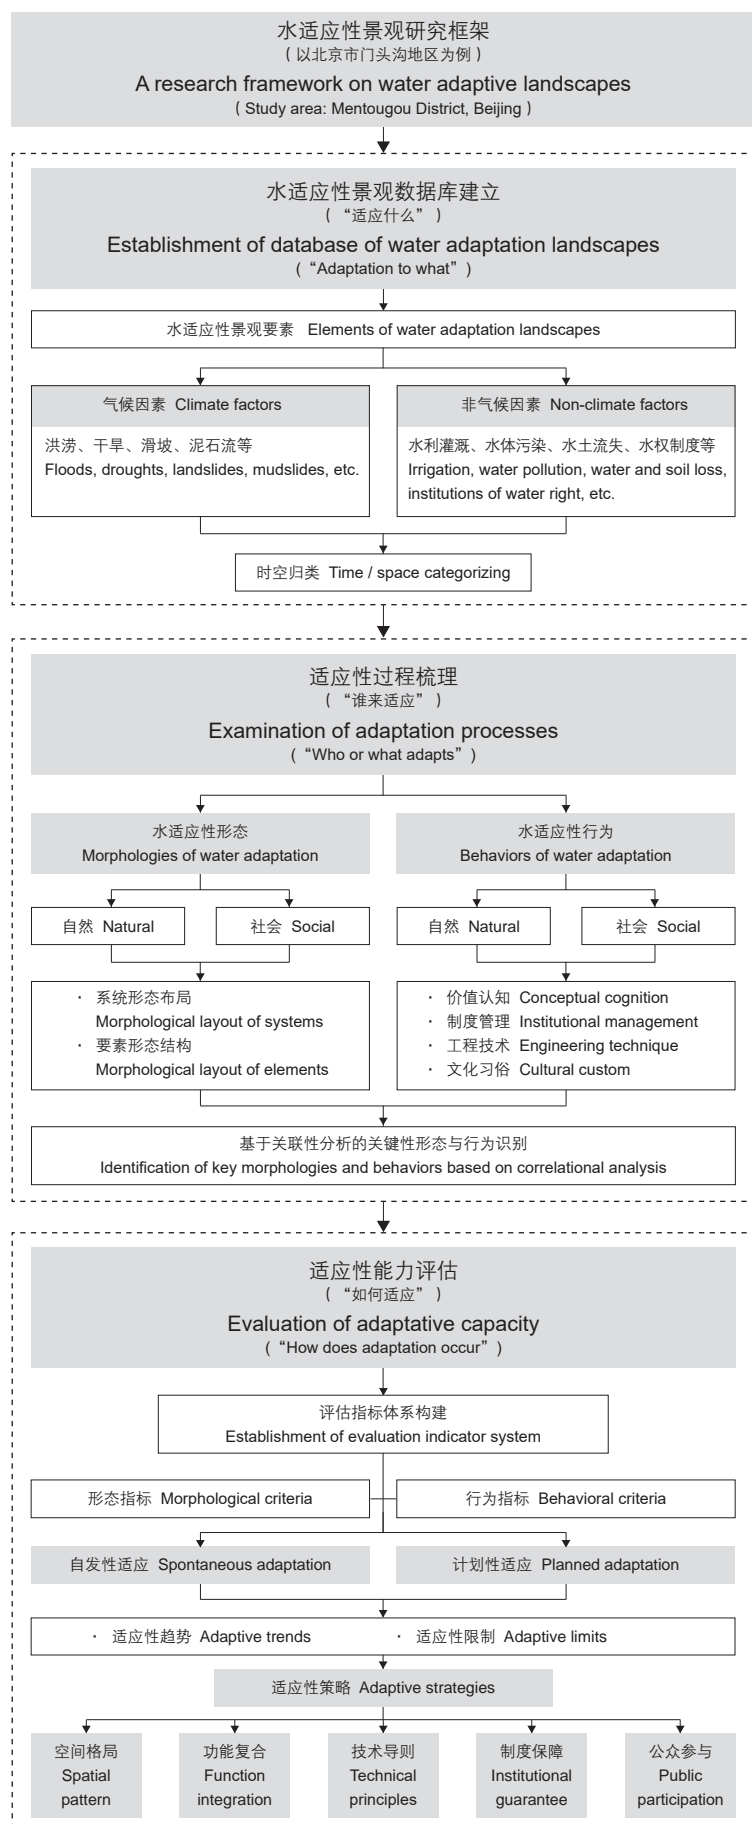 水适应性景观研究框架
（以北京市门头沟地区为例）
A research framework on water adaptive landscapes
( Study area: Mentougou District, Beijing )
水适应性景观数据库建立
（ “适应什么” ）
Establishment of database of water adaptation landscapes
( “Adaptation to what” )
水适应性景观要素 Elements of water adaptation landscapes
气候因素 Climate factors
洪涝、干旱、滑坡、泥石流等
Floods, droughts, landslides, mudslides, etc.
非气候因素 Non-climate factors
水利灌溉、水体污染、水土流失、水权制度等
Irrigation, water pollution, water and soil loss,
institutions of water right, etc.
时空归类 Time / space categorizing
适应性过程梳理
（ “谁来适应” ）
Examination of adaptation processes
( “Who or what adapts” )
水适应性形态
Morphologies of water adaptation
水适应性行为
Behaviors of water adaptation
自然 Natural
社会 Social
自然 Natural
社会 Social
· 系统形态布局
Morphological layout of systems
· 要素形态结构
Morphological layout of elements
· 价值认知 Conceptual cognition
· 制度管理 Institutional management
· 工程技术 Engineering technique
· 文化习俗 Cultural custom
基于关联性分析的关键性形态与行为识别
Identification of key morphologies and behaviors based on correlational analysis
适应性能力评估
（ “如何适应” ）
Evaluation of adaptative capacity
( “How does adaptation occur” )
评估指标体系构建
Establishment of evaluation indicator system
形态指标 Morphological criteria
行为指标 Behavioral criteria
自发性适应 Spontaneous adaptation
计划性适应 Planned adaptation
· 适应性趋势 Adaptive trends
· 适应性限制 Adaptive limits
适应性策略 Adaptive strategies
空间格局
Spatial
pattern
功能复合
Function
integration
技术导则
Technical
principles
制度保障
Institutional
guarantee
公众参与
Public
participation